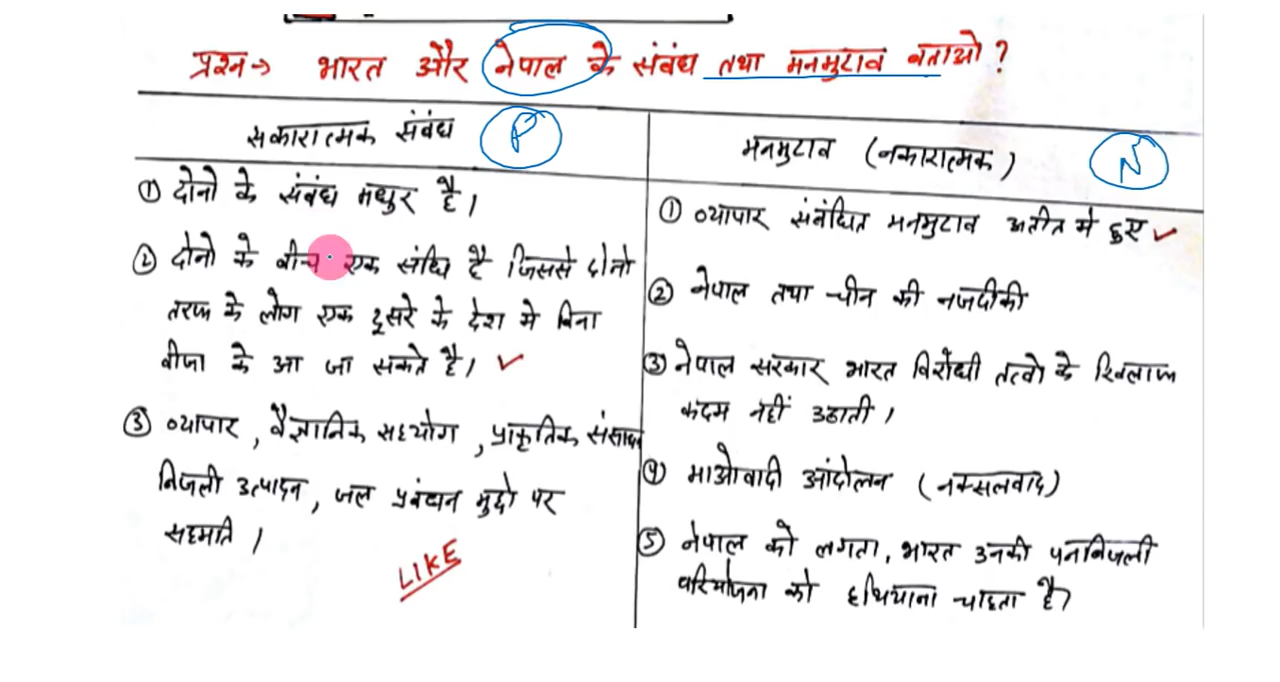 प्रश्न→ भारत और नेपाल के संबंध तथा मनमुटाव बताओ?
सकारात्मक संबंध P
① दोनो के संबंध मधुर है।
② दोनो के बीच एक संधि है जिससे दोनो
तरफ के लोग एक दूसरे के देश मे बिना
वीजा के आ जा सकते है। ✓
③ व्यापार, वैज्ञानिक सहयोग, प्राकृतिक संसाधन
बिजली उत्पादन, जल प्रबंधन मुद्दो पर
सहमति।
LIKE
मनमुटाव (नकारात्मक) N
① व्यापार संबंधित मनमुटाव अतीत मे हुए ✓
② नेपाल तथा चीन की नजदीकी
③ नेपाल सरकार भारत विरोधी तत्वो के खिलाफ
कदम नहीं उठाती।
④ माओवादी आंदोलन (नक्सलवाद)
⑤ नेपाल को लगता, भारत उनकी पनबिजली
परियोजना को हथियाना चाहता है।